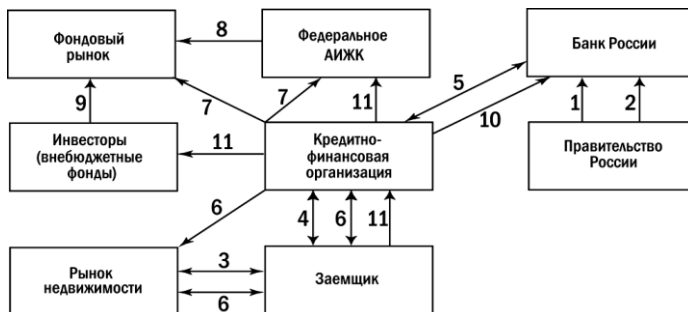 Фондовый
рынок
8
Федеральное
АИЖК
Банк России
9
7
7
11
5
10
1
2
Инвесторы
(внебюджетные
фонды)
11
Кредитно-
финансовая
организация
Правительство
России
6
4
6
11
Рынок
недвижимости
3
6
Заемщик